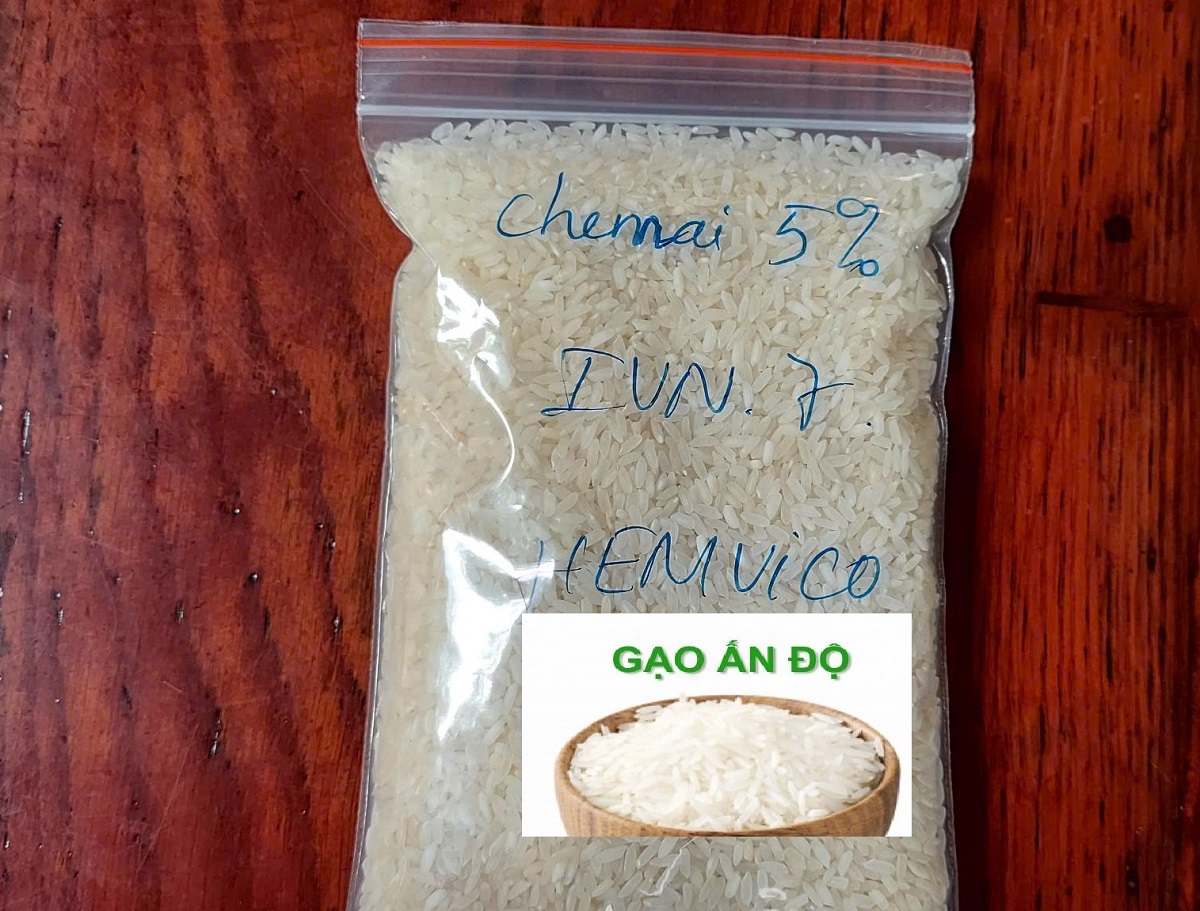 Chennai 5%
IVN. 7
HEMVICO
GẠO ẤN ĐỘ